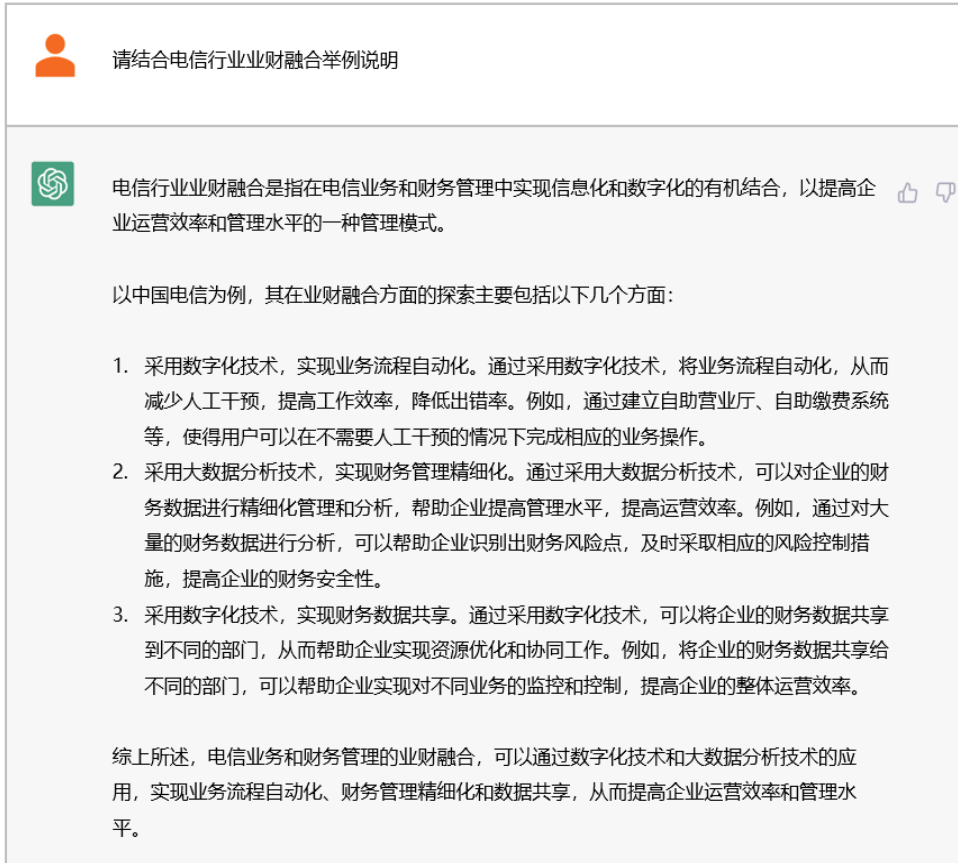 请结合电信行业业财融合举例说明
电信行业业财融合是指在电信业务和财务管理中实现信息化和数字化的有机结合，以提高企
业运营效率和管理水平的一种管理模式。
以中国电信为例，其在业财融合方面的探索主要包括以下几个方面：
1. 采用数字化技术，实现业务流程自动化。通过采用数字化技术，将业务流程自动化，从而
减少人工干预，提高工作效率，降低出错率。例如，通过建立自助营业厅、自助缴费系统
等，使得用户可以在不需要人工干预的情况下完成相应的业务操作。
2. 采用大数据分析技术，实现财务管理精细化。通过采用大数据分析技术，可以对企业的财
务数据进行精细化管理和分析，帮助企业提高管理水平，提高运营效率。例如，通过对大
量的财务数据进行分析，可以帮助企业识别出财务风险点，及时采取相应的风险控制措
施，提高企业的财务安全性。
3. 采用数字化技术，实现财务数据共享。通过采用数字化技术，可以将企业的财务数据共享
到不同的部门，从而帮助企业实现资源优化和协同工作。例如，将企业的财务数据共享给
不同的部门，可以帮助企业实现对不同业务的监控和控制，提高企业的整体运营效率。
综上所述，电信业务和财务管理的业财融合，可以通过数字化技术和大数据分析技术的应
用，实现业务流程自动化、财务管理精细化和数据共享，从而提高企业运营效率和管理水
平。